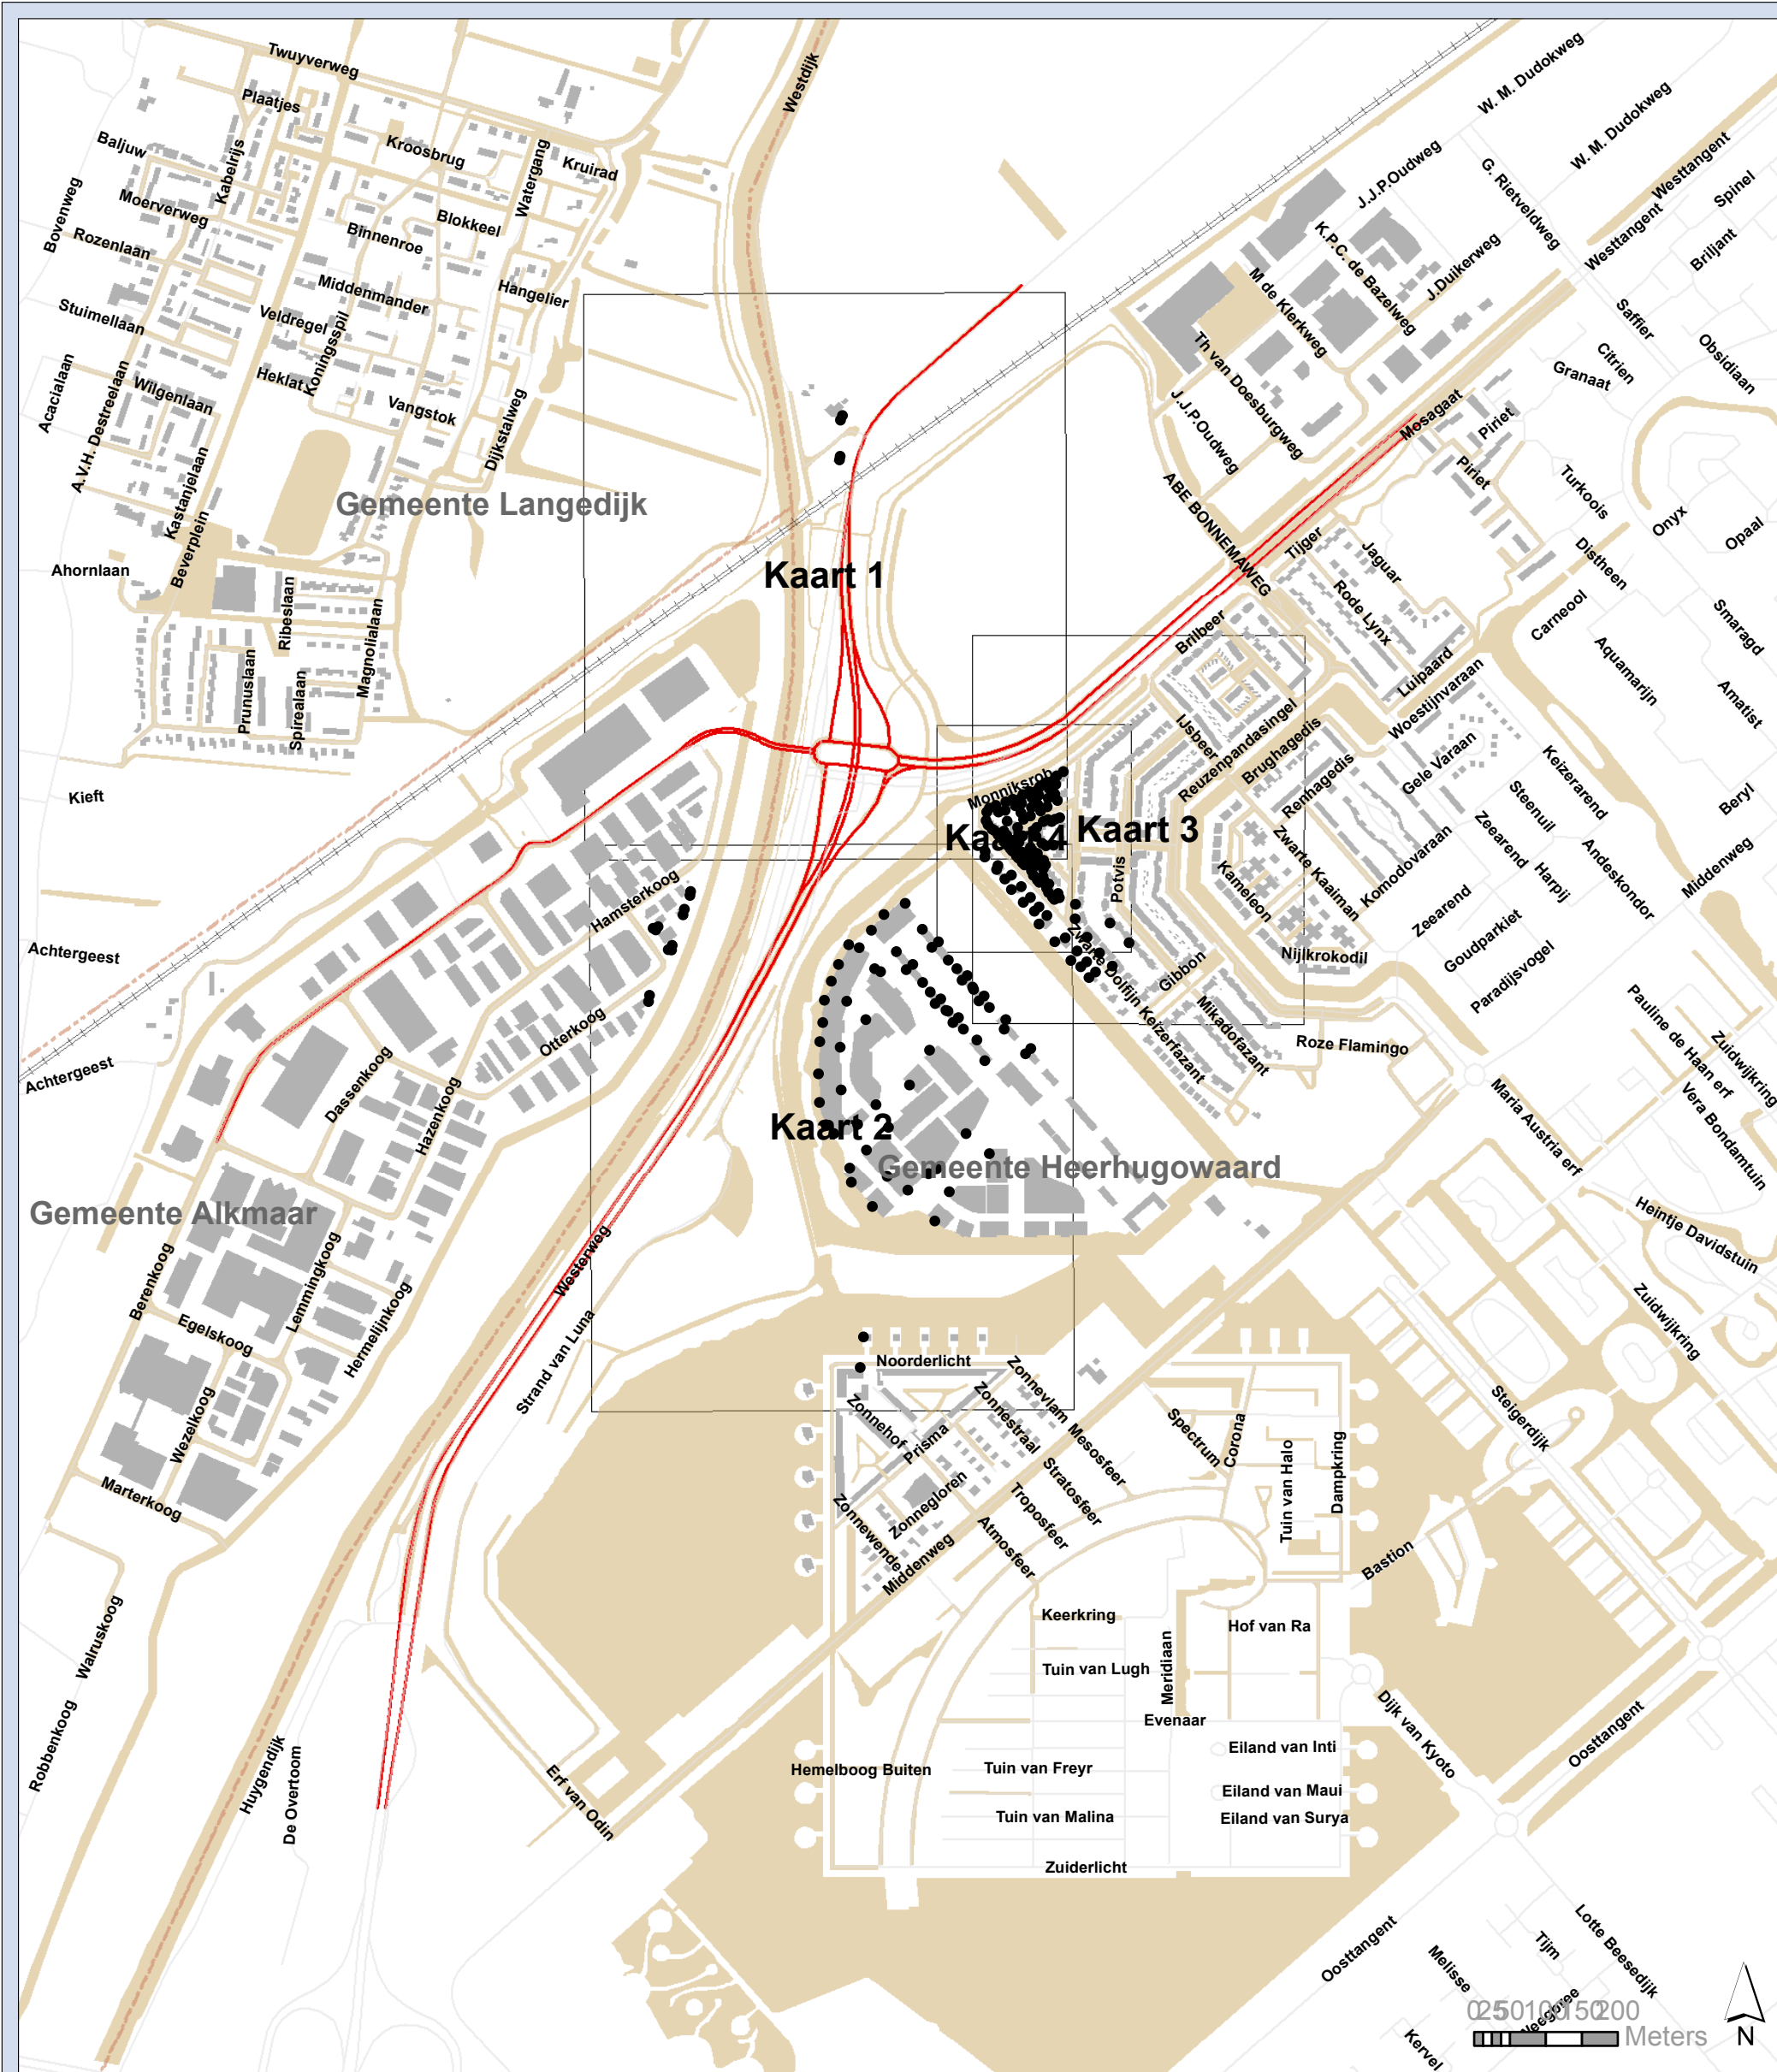 Twuyverweg
Plaatjes
Baljuw
Kabelrijs
Kroosbrug
Watergang
Kruirad
Westdijk
Bovenweg
Moerverweg
Rozenlaan
Binnenroe
Blokkeel
Stuimellaan
Veldregel
Middenmander
Hangelier
Koningsspil
Heklat
Vangstok
Dijkstalweg
Acacialaan
A.V.H. Destreelaan
Wilgenlaan
Kastanjelaan
Beverplein
Gemeente Langedijk
Ahornlaan
Ribeslaan
Magnolialaan
Prunuslaan
Spirealaan
Kieft
Achtergeest
Achtergeest
W. M. Dudokweg
W. M. Dudokweg
J.J.P.Oudweg
G. Rietveldweg
Westtangent
Westtangent
Spinel
Briljant
K.P.C. de Bazelweg
J.Duikerweg
M de Klerkweg
Th van Doesburgweg
J.J.P.Oudweg
Saffier
Citrien
Granaat
Obsidiaan
Mosagaat
Piriet
Piriet
Turkoois
Onyx
Opaal
ABE BONNEMAWEG
Tijger
Jaguar
Rode Lynx
Distheen
Carneool
Smaragd
Aquamarijn
Amatist
Kaart 1
Brilbeer
Luipaard
Woestijnvaraan
IJsbeer
Reuzenpandasingel
Brughagedis
Renhagedis
Gele Varaan
Keizerarend
Steenuil
Zeearend
Beryl
Monniksrob
Kaart 4
Kaart 3
Potvis
Zwarte Kaaiman
Kameleon
Komodovaraan
Harpij
Andeskondor
Middenweg
Zeearend
Goudparkiet
Paradijsvogel
Nijlkrokodil
Zwarte Dolfijn
Gibbon
Keizerfazant
Mikadofazant
Roze Flamingo
Pauline de Haan erf
Zuidwijkring
Vera Bondamtuin
Maria Austria erf
Heintje Davidstuin
Zuidwijkring
Hamsterkoog
Otterkoog
Dassenkoog
Hazenkoog
Kaart 2
Gemeente Heerhugowaard
Gemeente Alkmaar
Berenkoog
Lemmingkoog
Egelskoog
Hermelijnkoog
Wezelkoog
Marterkoog
Westerweg
Strand van Luna
Noorderlicht
Zonnehof
Prisma
Zonnestraal
Zonnevlam
Mesosfeer
Stratosfeer
Troposfeer
Atmosfeer
Zonnegloren
Zonnewende
Middenweg
Spectrum
Corona
Tuin van Halo
Dampkring
Steigerdijk
Bastion
Keerkring
Hof van Ra
Tuin van Lugh
Meridiaan
Evenaar
Dijk van Kyoto
Oosttangent
Eiland van Inti
Hemelboog Buiten
Tuin van Freyr
Eiland van Maui
Tuin van Malina
Eiland van Surya
Zuiderlicht
Walruskoog
Robbenkoog
Huygendijk
De Overtoom
Erf van Odin
Oosttangent
Melisse
Tijm
Lotte Beesedijk
Kervel
0 25 50 100 150 200
Meters
N